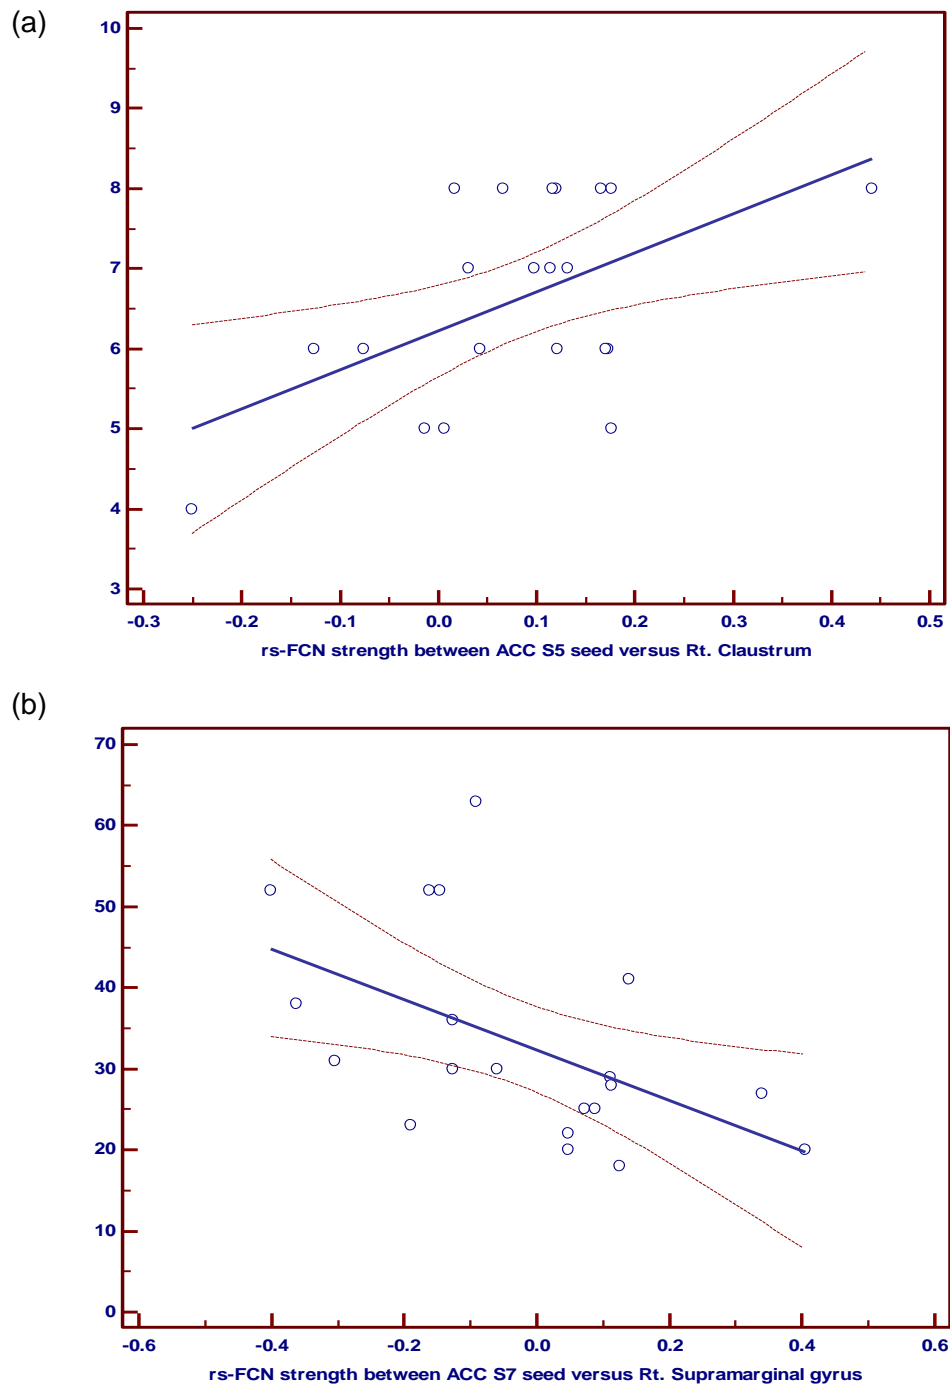 (a)
10
9
8
7
6
5
4
3
-0.3 -0.2 -0.1 0.0 0.1 0.2 0.3 0.4 0.5
rs-FCN strength between ACC S5 seed versus Rt. Claustrum
(b)
70
60
50
40
30
20
10
0
-0.6 -0.4 -0.2 0.0 0.2 0.4 0.6
rs-FCN strength between ACC S7 seed versus Rt. Supramarginal gyrus